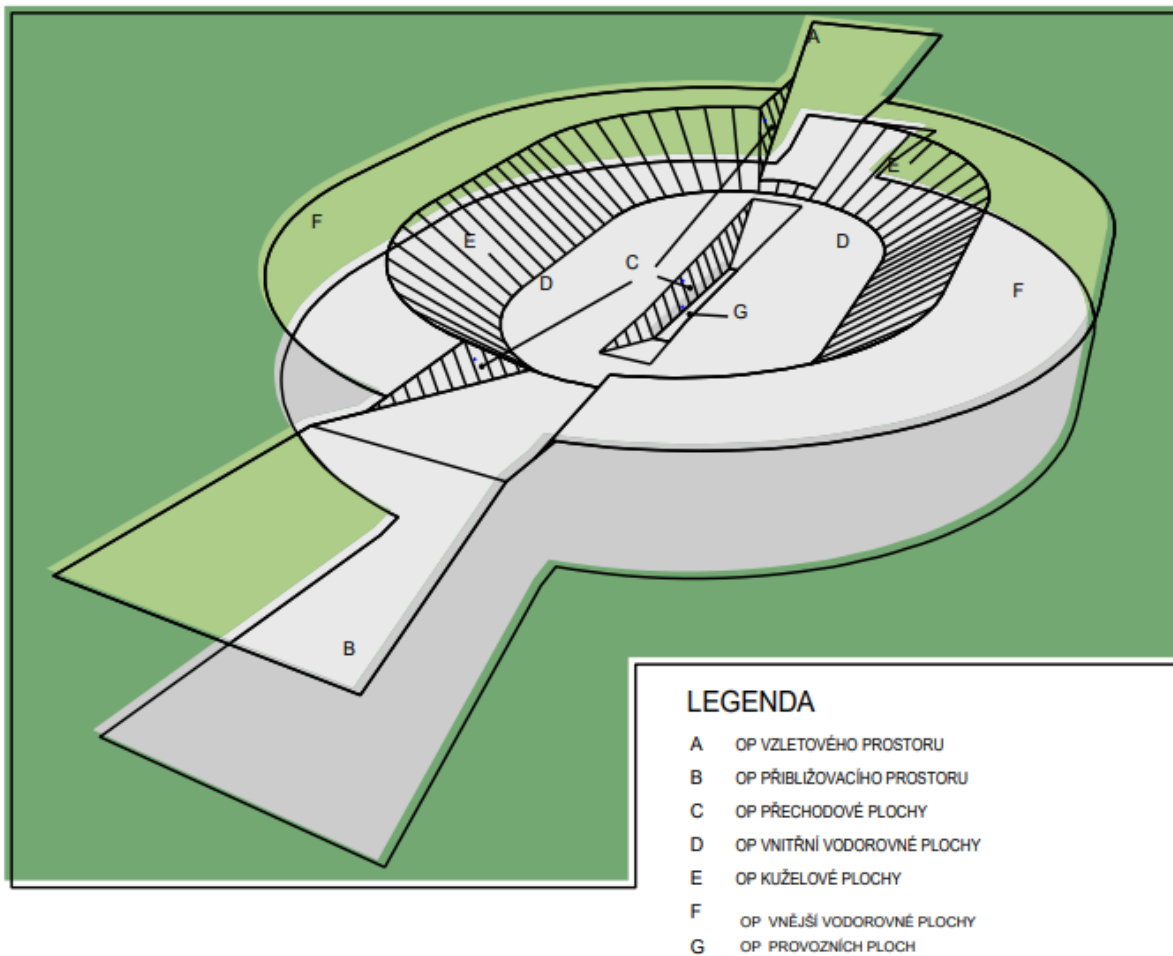 A
E
F
E
D
D
C
F
G
B
LEGENDA
A OP VZLETOVÉHO PROSTORU
B OP PŘIBLIŽOVACÍHO PROSTORU
C OP PŘECHODOVÉ PLOCHY
D OP VNITŘNÍ VODOROVNÉ PLOCHY
E OP KUŽELOVÉ PLOCHY
F OP VNĚJŠÍ VODOROVNÉ PLOCHY
G OP PROVOZNÍCH PLOCH